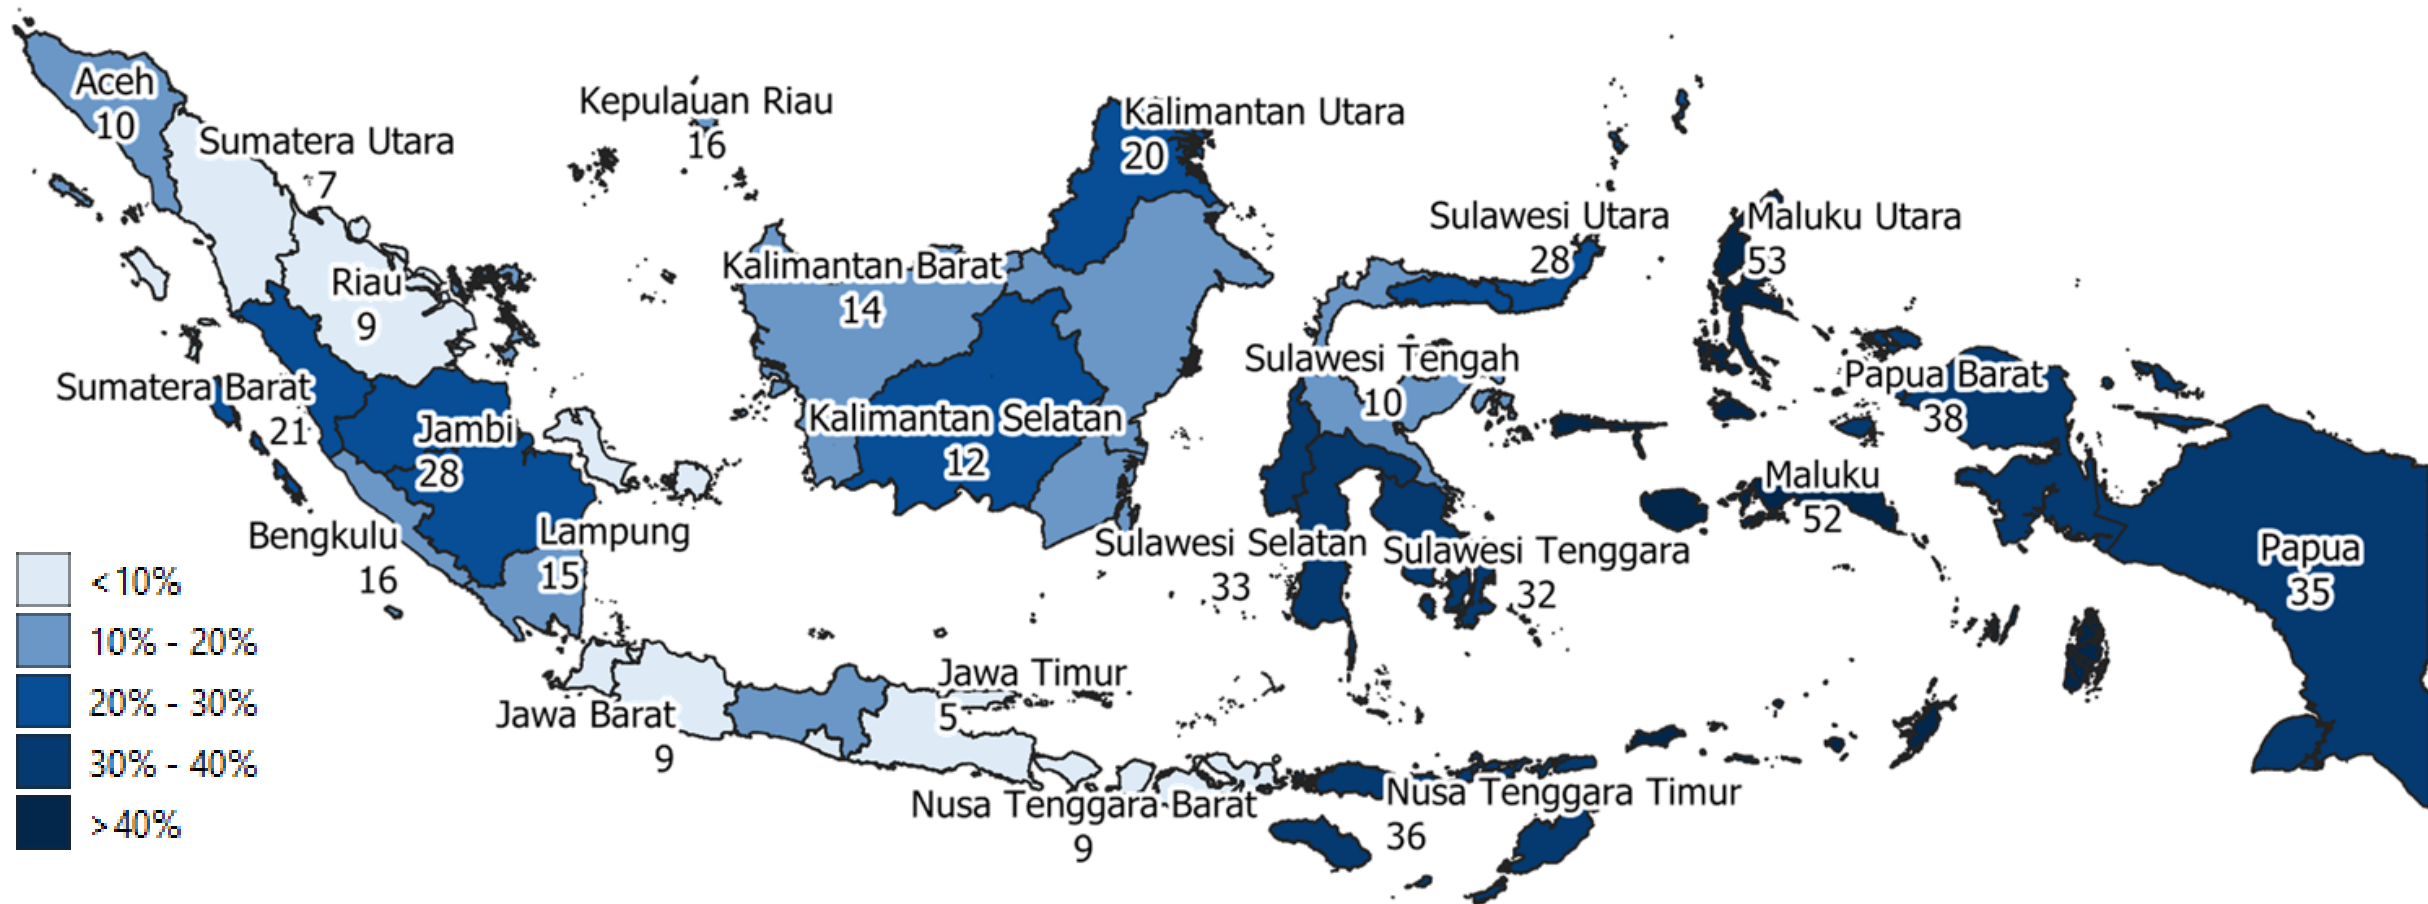 Aceh
10
Sumatera Utara
7
Kepulauan Riau
16
Kalimantan Utara
20
Sulawesi Utara
28
Maluku Utara
53
Riau
9
Kalimantan Barat
14
Sulawesi Tengah
10
Papua Barat
38
Sumatera Barat
21
Jambi
28
Kalimantan Selatan
12
Maluku
52
Bengkulu
16
Lampung
15
Sulawesi Selatan
33
Sulawesi Tenggara
32
Papua
35
Jawa Barat
9
Jawa Timur
5
Nusa Tenggara Barat
9
Nusa Tenggara Timur
36
<10%
10% - 20%
20% - 30%
30% - 40%
>40%